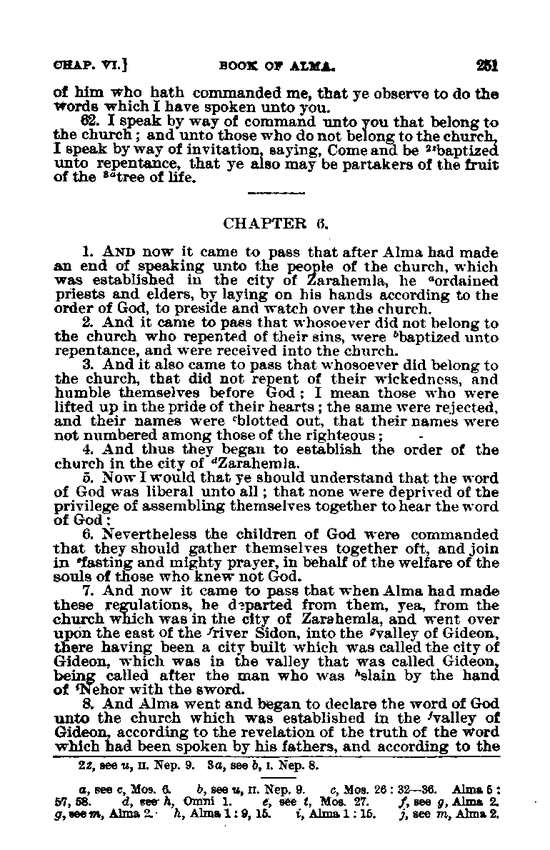 CHAP. VI.] BOOK OF ALMA. 251
of him who hath commanded me, that ye observe to do the
words which I have spoken unto you.
62. I speak by way of command unto you that belong to
the church; and unto those who do not belong to the church,
I speak by way of invitation, saying, Come and be 2zbaptized
unto repentance, that ye also may be partakers of the fruit
of the 3atree of life.
CHAPTER 6.
1. AND now it came to pass that after Alma had made
an end of speaking unto the people of the church, which
was established in the city of Zarahemla, he aordained
priests and elders, by laying on his hands according to the
order of God, to preside and watch over the church.
2. And it came to pass that whosoever did not belong to
the church who repented of their sins, were bbaptized unto
repentance, and were received into the church.
3. And it also came to pass that whosoever did belong to
the church, that did not repent of their wickedness, and
humble themselves before God; I mean those who were
lifted up in the pride of their hearts; the same were rejected,
and their names were cblotted out, that their names were
not numbered among those of the righteous;
4. And thus they began to establish the order of the
church in the city of dZarahemla.
5. Now I would that ye should understand that the word
of God was liberal unto all; that none were deprived of the
privilege of assembling themselves together to hear the word
of God:
6. Nevertheless the children of God were commanded
that they should gather themselves together oft, and join
in efasting and mighty prayer, in behalf of the welfare of the
souls of those who knew not God.
7. And now it came to pass that when Alma had made
these regulations, he departed from them, yea, from the
church which was in the city of Zarahemla, and went over
upon the east of the friver Sidon, into the gvalley of Gideon,
there having been a city built which was called the city of
Gideon, which was in the valley that was called Gideon,
being called after the man who was hslain by the hand
of iNehor with the sword.
8. And Alma went and began to declare the word of God
unto the church which was established in the jvalley of
Gideon, according to the revelation of the truth of the word
which had been spoken by his fathers, and according to the
2z, see u, II. Nep. 9. 3a, see b, I. Nep. 8.
a, see c, Mos. 6. b, see u, II. Nep. 9. c, Mos. 26: 32—36. Alma 5:
57, 58. d, see h, Omni 1. e, see t, Mos. 27. f, see g, Alma 2.
g, see m, Alma 2. h, Alma 1: 9, 15. i, Alma 1: 15. j, see m, Alma 2.